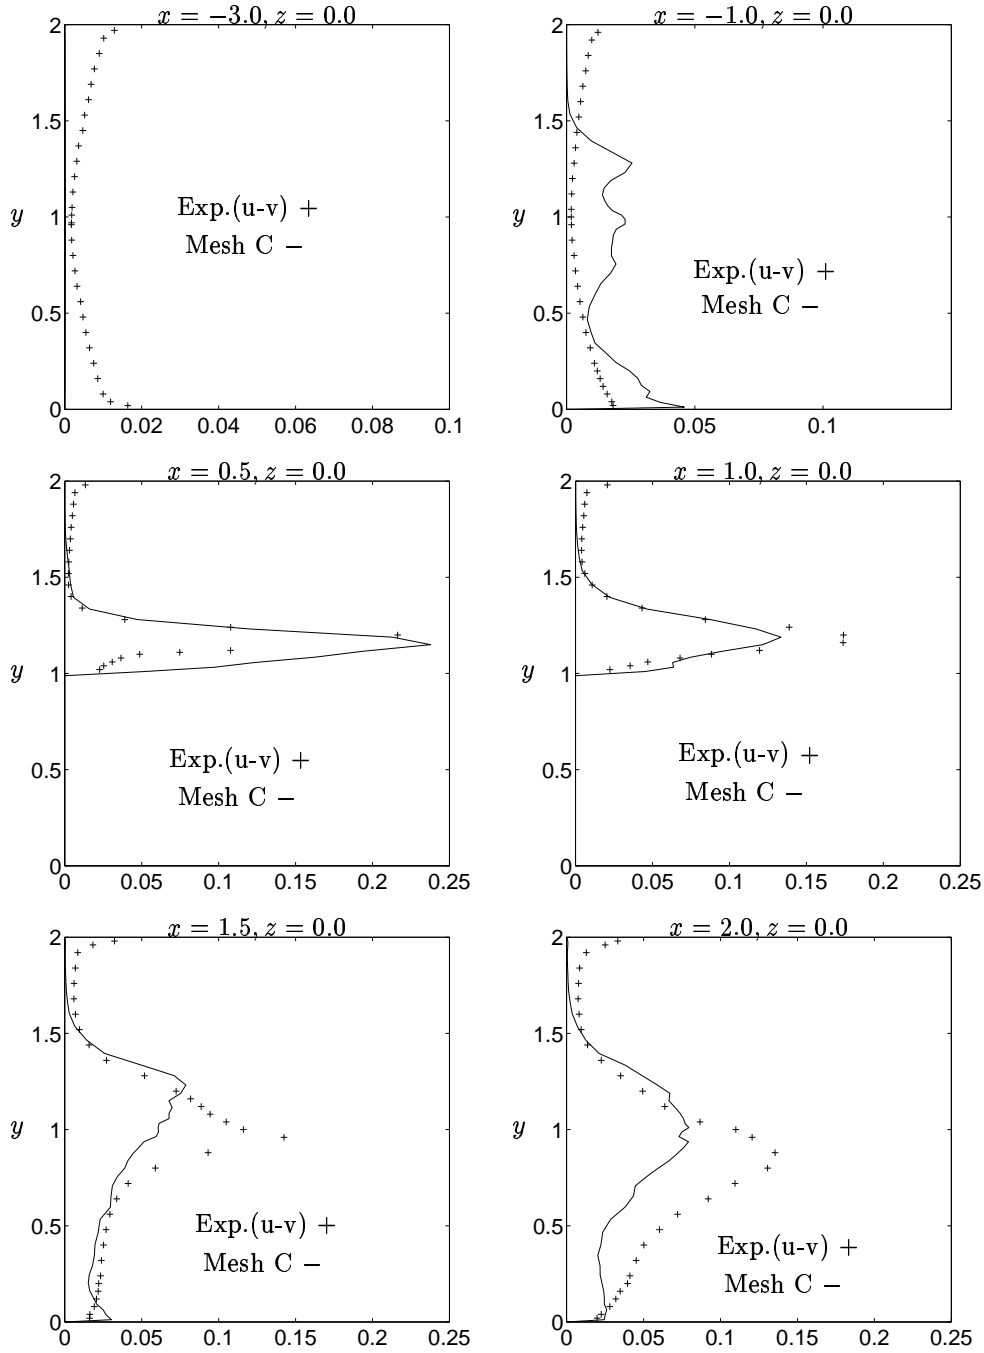 x = −3.0, z = 0.0
2
1.5
y 1
0.5
0
0 0.02 0.04 0.06 0.08 0.1
Exp.(u-v) +
Mesh C −
x = −1.0, z = 0.0
2
1.5
y 1
0.5
0
0 0.05 0.1
Exp.(u-v) +
Mesh C −
x = 0.5, z = 0.0
2
1.5
y 1
0.5
0
0 0.05 0.1 0.15 0.2 0.25
Exp.(u-v) +
Mesh C −
x = 1.0, z = 0.0
2
1.5
y 1
0.5
0
0 0.05 0.1 0.15 0.2 0.25
Exp.(u-v) +
Mesh C −
x = 1.5, z = 0.0
2
1.5
y 1
0.5
0
0 0.05 0.1 0.15 0.2 0.25
Exp.(u-v) +
Mesh C −
x = 2.0, z = 0.0
2
1.5
y 1
0.5
0
0 0.05 0.1 0.15 0.2 0.25
Exp.(u-v) +
Mesh C −